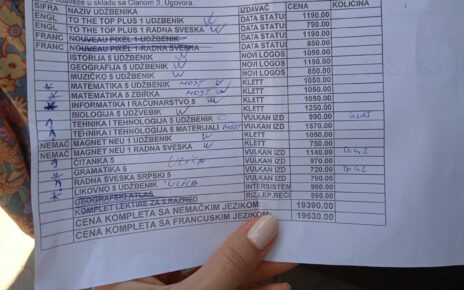 u skladu sa Članom 3. Ugovora
ŠIFRA NAZIV UDŽBENIKA IZDAVAČ CENA KOLIČINA
ENGL TO THE TOP PLUS 1 UDŽBENIK DATA STATUS 1190.00
ENGL TO THE TOP PLUS 1 RADNA SVESKA DATA STATUS 790.00
FRANC NOUVEAU PIXEL 1 UDŽBENIK DATA STATUS 1190.00
FRANC NOUVEAU PIXEL 1 RADNA SVESKA DATA STATUS 850.00
ISTORIJA 5 UDŽBENIK NOVI LOGOS 1050.00
GEOGRAFIJA 5 UDŽBENIK NOVI LOGOS 1150.00
MUZIČKO 5 UDŽBENIK NOVI LOGOS 850.00
MATEMATIKA 5 UDŽBENIK KLETT 1050.00
MATEMATIKA 5 ZBIRKA KLETT 1050.00
INFORMATIKA I RAČUNARSTVO 5 KLETT 1050.00
BIOLOGIJA 5 UDŽBENIK KLETT 1250.00
TEHNIKA I TEHNOLOGIJA 5 UDŽBENIK VULKAN IZD 990.00
TEHNIKA I TEHNOLOGIJA 5 MATERIJALI VULKAN IZD 1570.00
NEMAČ MAGNET NEU 1 UDŽBENIK KLETT 1050.00
NEMAČ MAGNET NEU 1 RADNA SVESKA KLETT 750.00
ČITANKA 5 VULKAN IZD 1140.00
GRAMATIKA 5 VULKAN IZD 970.00
RADNA SVESKA SRPSKI 5 VULKAN IZD 720.00
LIKOVNO 5 UDŽBENIK VULKAN IZD 790.00
GEOGRAFSKI ATLAS INTERSISTEM 990.00
KOMPLET LEKTIRE ZA 5 RAZRED 990.00
CENA KOMPLETA SA NEMAČKIM JEZIKOM: 19390.00
CENA KOMPLETA SA FRANCUSKIM JEZIKOM: 19630.00